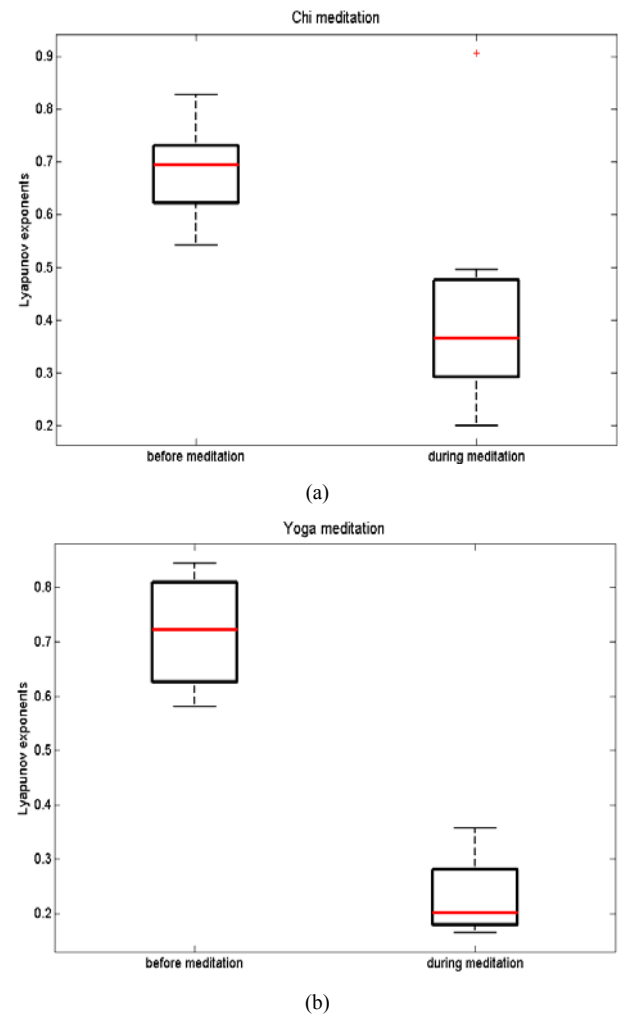 Chi meditation
0.9
0.8
0.7
0.6
0.5
0.4
0.3
0.2
Lyapunov exponents
before meditation during meditation
(a)
Yoga meditation
0.8
0.7
0.6
0.5
0.4
0.3
0.2
Lyapunov exponents
before meditation during meditation
(b)